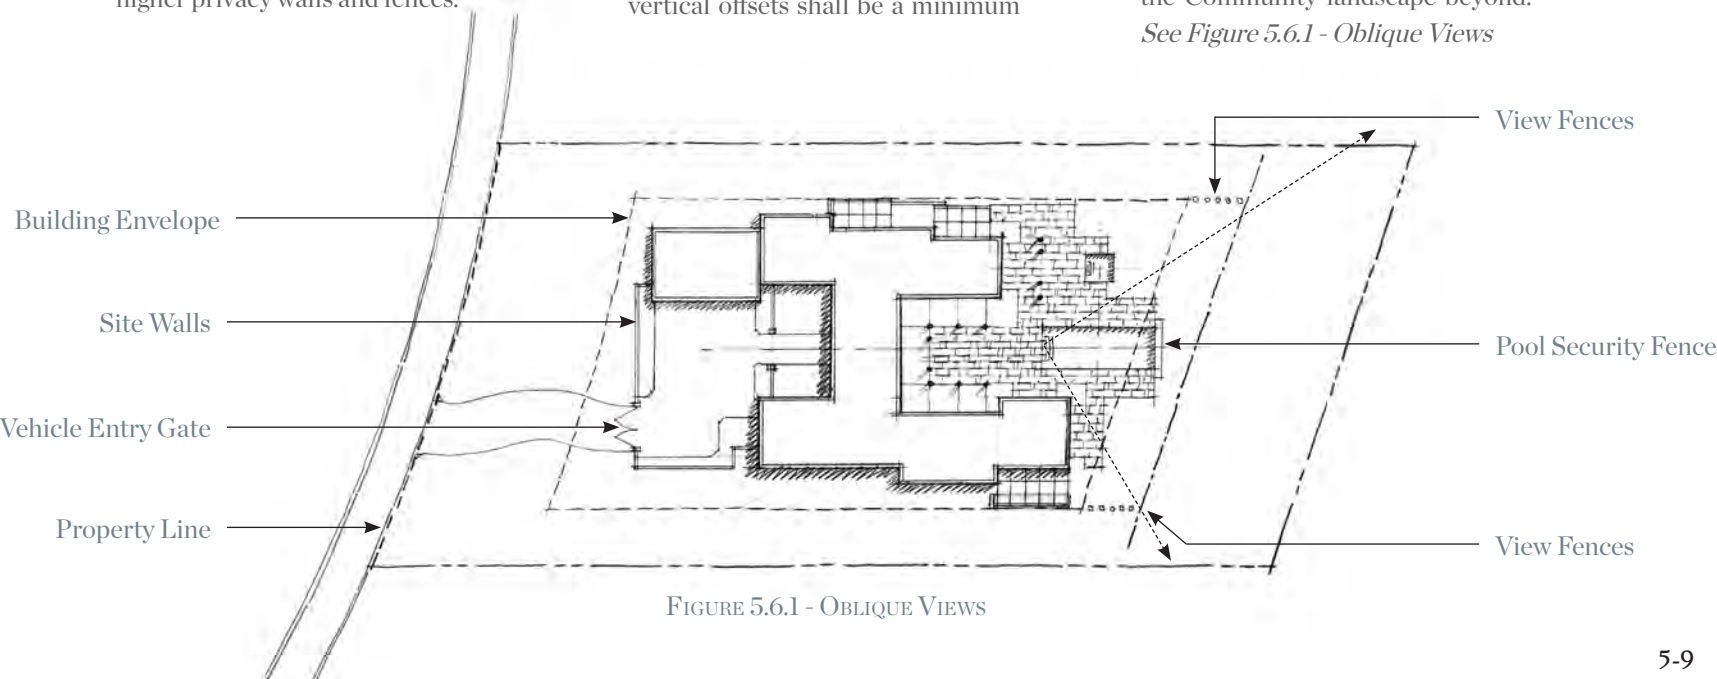 higher privacy walls and fences.
vertical offsets shall be a minimum
the Community landscape beyond.
See Figure 5.6.1 - Oblique Views
View Fences
Building Envelope
Site Walls
Pool Security Fence
Vehicle Entry Gate
Property Line
View Fences
Figure 5.6.1 - Oblique Views
5-9